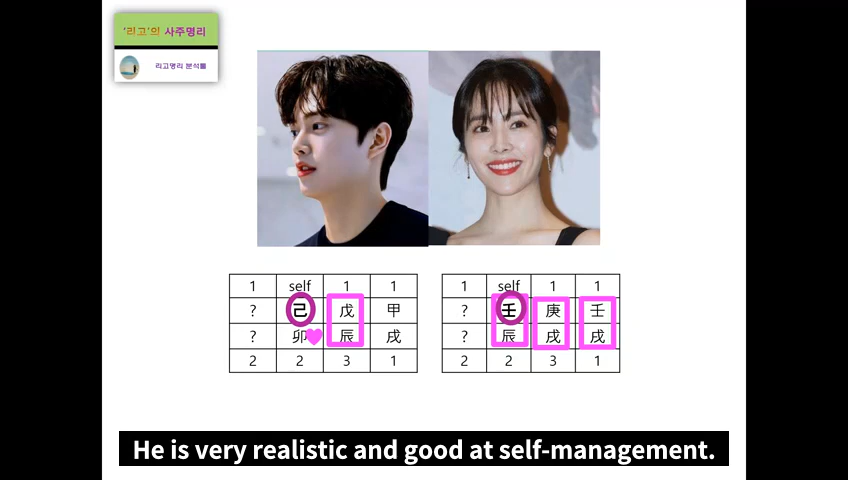 '리고'의 사주명리
리고명리 분석틀
1 self 1 1
? 己 戊 甲
? 卯 辰 戌
2 2 3 1
1 self 1 1
? 壬 庚 壬
? 辰 戌 戌
2 2 3 1
He is very realistic and good at self-management.